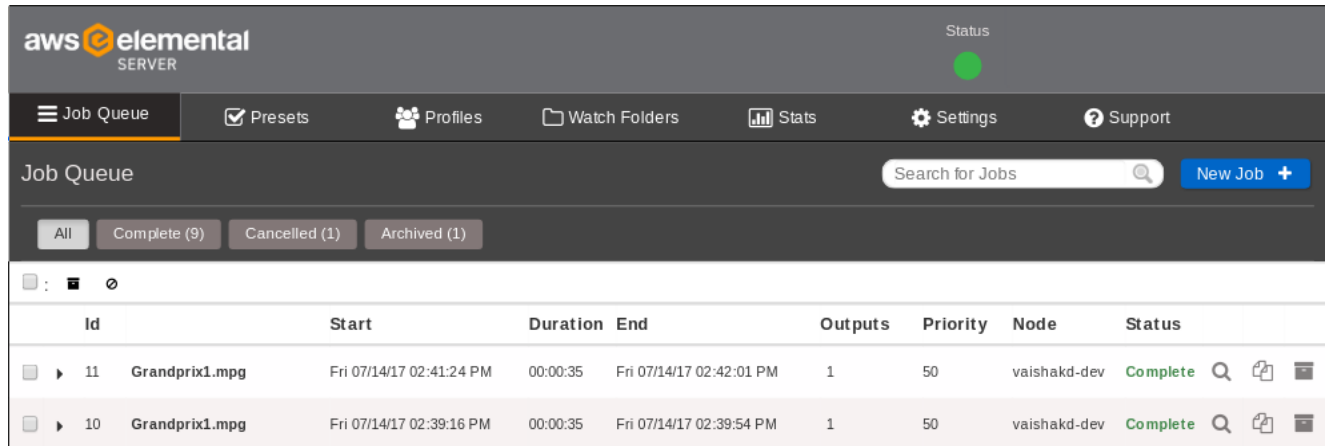 aws elemental
SERVER
Status
Job Queue Presets Profiles Watch Folders Stats Settings Support
Job Queue Search for Jobs New Job +
All Complete (9) Cancelled (1) Archived (1)
:
Id Start Duration End Outputs Priority Node Status
11 Grandprix1.mpg Fri 07/14/17 02:41:24 PM 00:00:35 Fri 07/14/17 02:42:01 PM 1 50 vaishakd-dev Complete
10 Grandprix1.mpg Fri 07/14/17 02:39:16 PM 00:00:35 Fri 07/14/17 02:39:54 PM 1 50 vaishakd-dev Complete